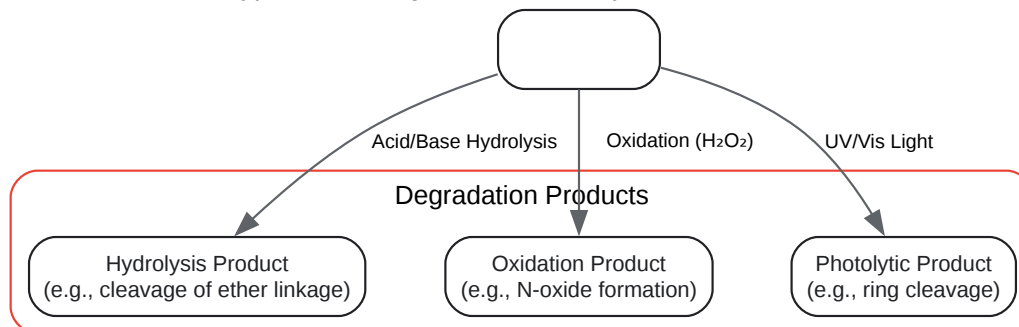 Acid/Base Hydrolysis
Oxidation (H₂O₂)
UV/Vis Light
Degradation Products
Hydrolysis Product
(e.g., cleavage of ether linkage)
Oxidation Product
(e.g., N-oxide formation)
Photolytic Product
(e.g., ring cleavage)